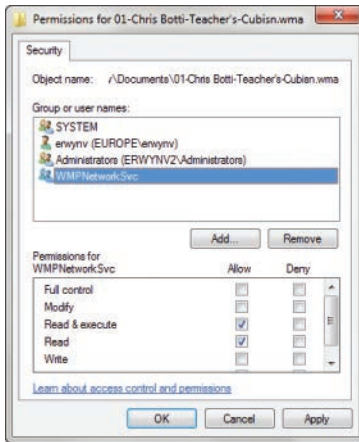 Permissions for 01-Chris Botti-Teacher's-Cubisn.wma
Security
Object name: \Documents\01-Chris Botti-Teacher's-Cubisn.wma
Group or user names:
SYSTEM
erwynv (EUROPE\erwynv)
Administrators (ERWYNV2\Administrators)
WMPNetworkSvc
Add... Remove
Permissions for
WMPNetworkSvc Allow Deny
Full control
Modify
Read & execute
Read
Write
Learn about access control and permissions
OK Cancel Apply